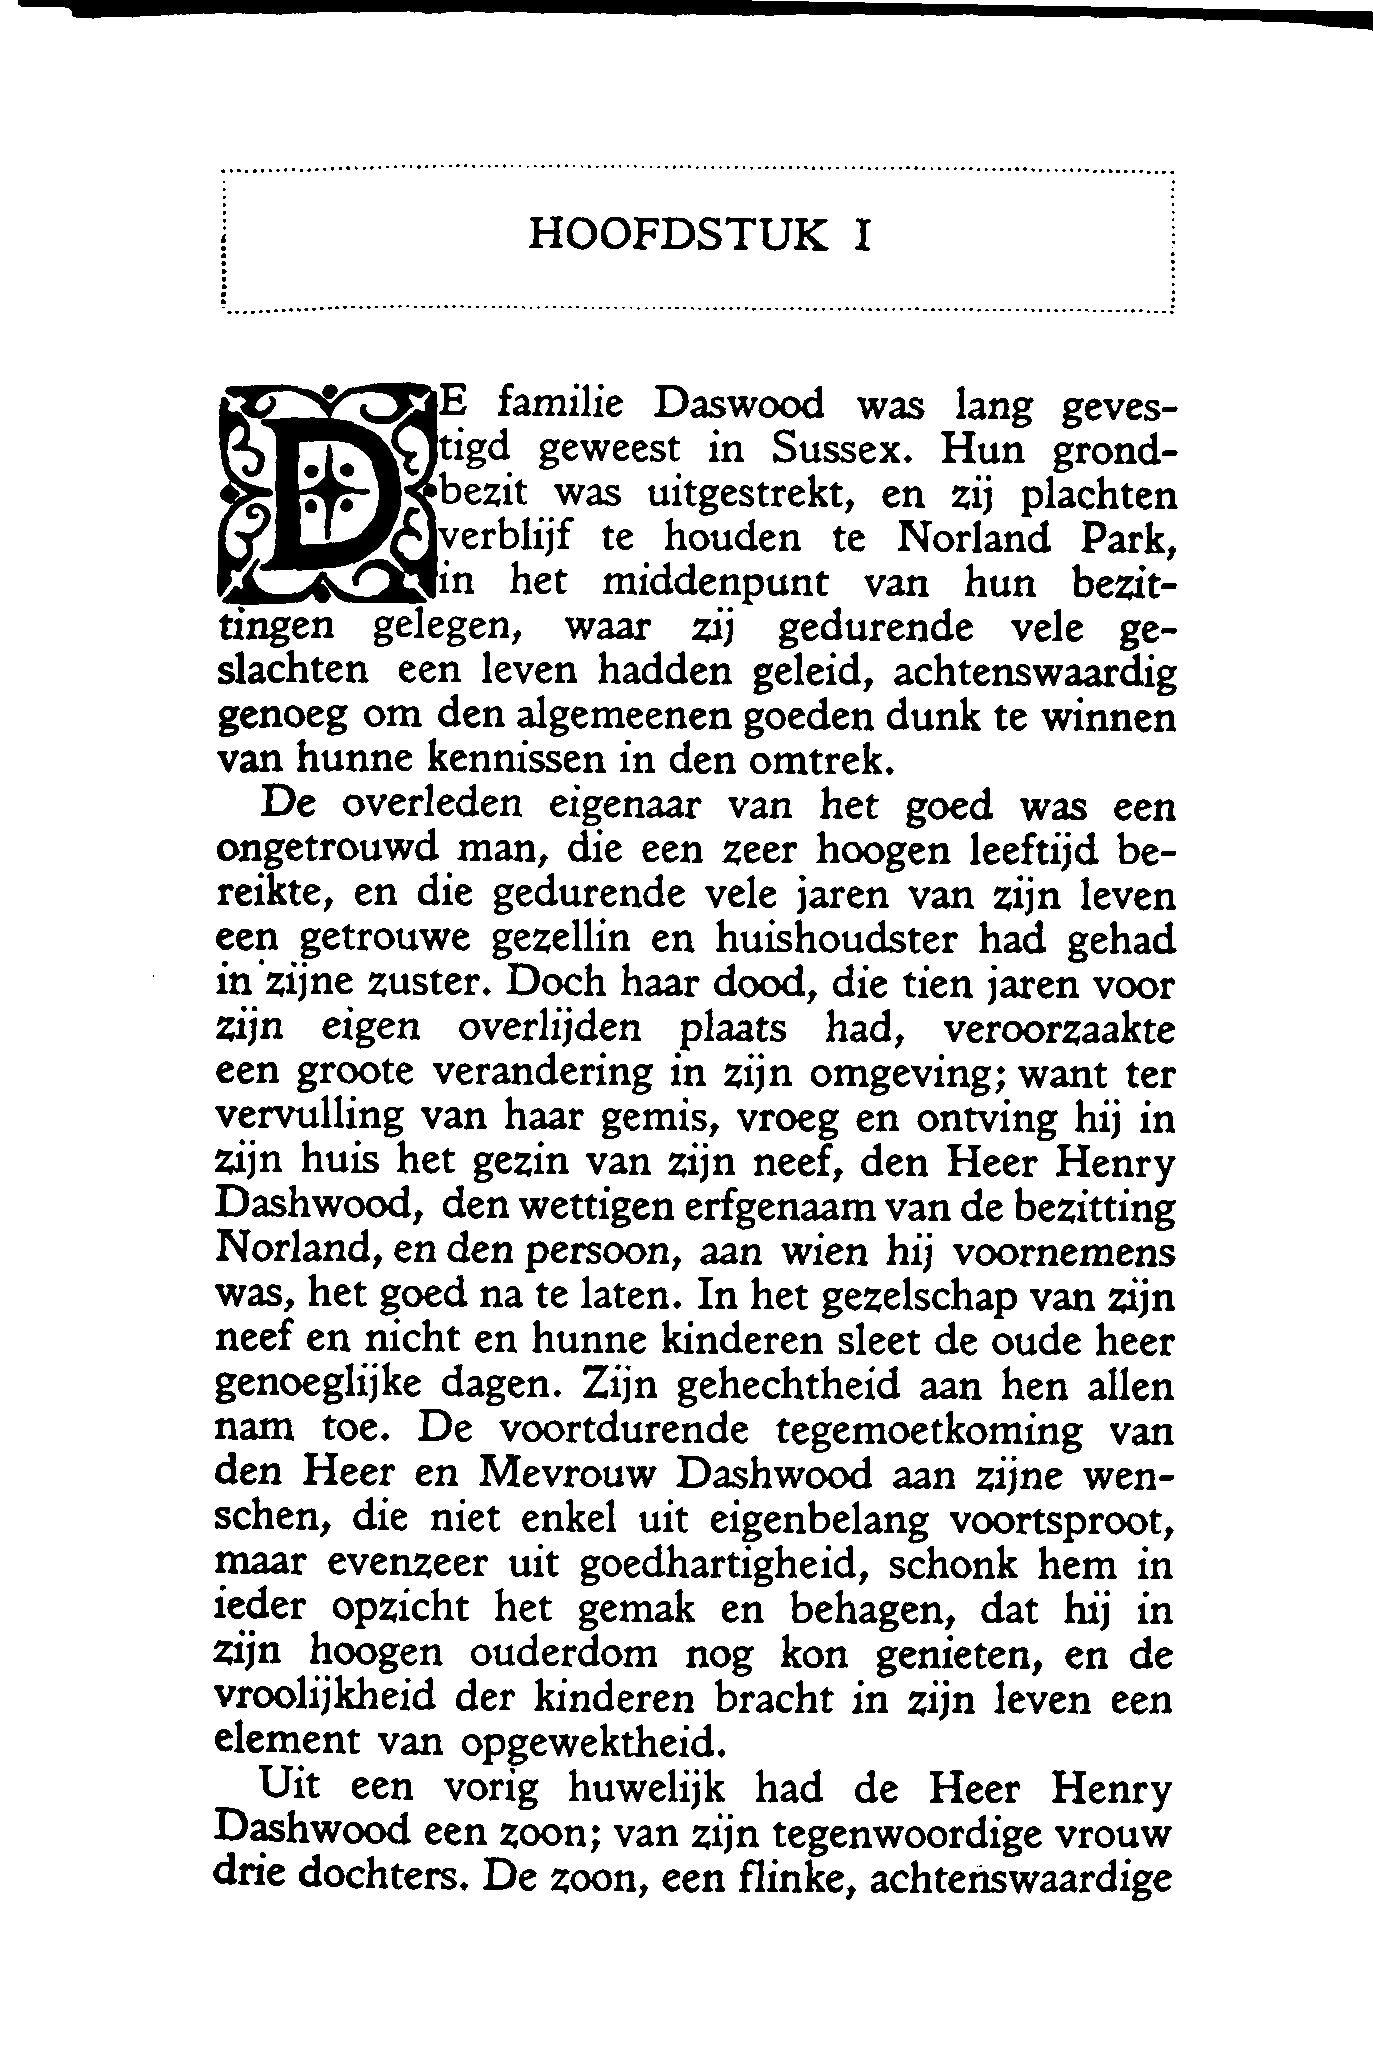 HOOFDSTUK I
DE familie Daswood was lang geves-
tigd geweest in Sussex. Hun grond-
bezit was uitgestrekt, en zij plachten
verblijf te houden te Norland Park,
in het middenpunt van hun bezit-
tingen gelegen, waar zij gedurende vele ge-
slachten een leven hadden geleid, achtenswaardig
genoeg om den algemeenen goeden dunk te winnen
van hunne kennissen in den omtrek.
De overleden eigenaar van het goed was een
ongetrouwd man, die een zeer hoogen leeftijd be-
reikte, en die gedurende vele jaren van zijn leven
een getrouwe gezellin en huishoudster had gehad
in zijne zuster. Doch haar dood, die tien jaren voor
zijn eigen overlijden plaats had, veroorzaakte
een groote verandering in zijn omgeving; want ter
vervulling van haar gemis, vroeg en ontving hij in
zijn huis het gezin van zijn neef, den Heer Henry
Dashwood, den wettigen erfgenaam van de bezitting
Norland, en den persoon, aan wien hij voornemens
was, het goed na te laten. In het gezelschap van zijn
neef en nicht en hunne kinderen sleet de oude heer
genoeglijke dagen. Zijn gehechtheid aan hen allen
nam toe. De voortdurende tegemoetkoming van
den Heer en Mevrouw Dashwood aan zijne wen-
schen, die niet enkel uit eigenbelang voortsproot,
maar evenzeer uit goedhartigheid, schonk hem in
ieder opzicht het gemak en behagen, dat hij in
zijn hoogen ouderdom nog kon genieten, en de
vroolijkheid der kinderen bracht in zijn leven een
element van opgewektheid.
Uit een vorig huwelijk had de Heer Henry
Dashwood een zoon; van zijn tegenwoordige vrouw
drie dochters. De zoon, een flinke, achtenswaardige